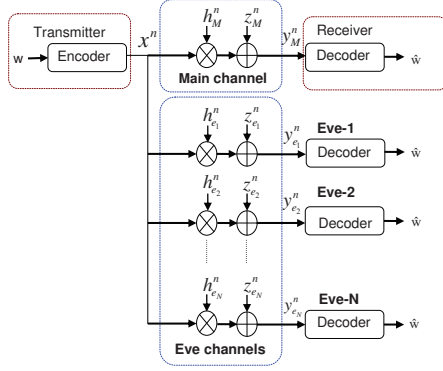 Transmitter
w
Encoder
x^n
h_M^n
z_M^n
y_M^n
Main channel
Receiver
Decoder
ŵ
h_{e_1}^n
z_{e_1}^n
y_{e_1}^n
Eve-1
Decoder
ŵ
h_{e_2}^n
z_{e_2}^n
y_{e_2}^n
Eve-2
Decoder
ŵ
h_{e_N}^n
z_{e_N}^n
y_{e_N}^n
Eve-N
Decoder
ŵ
Eve channels